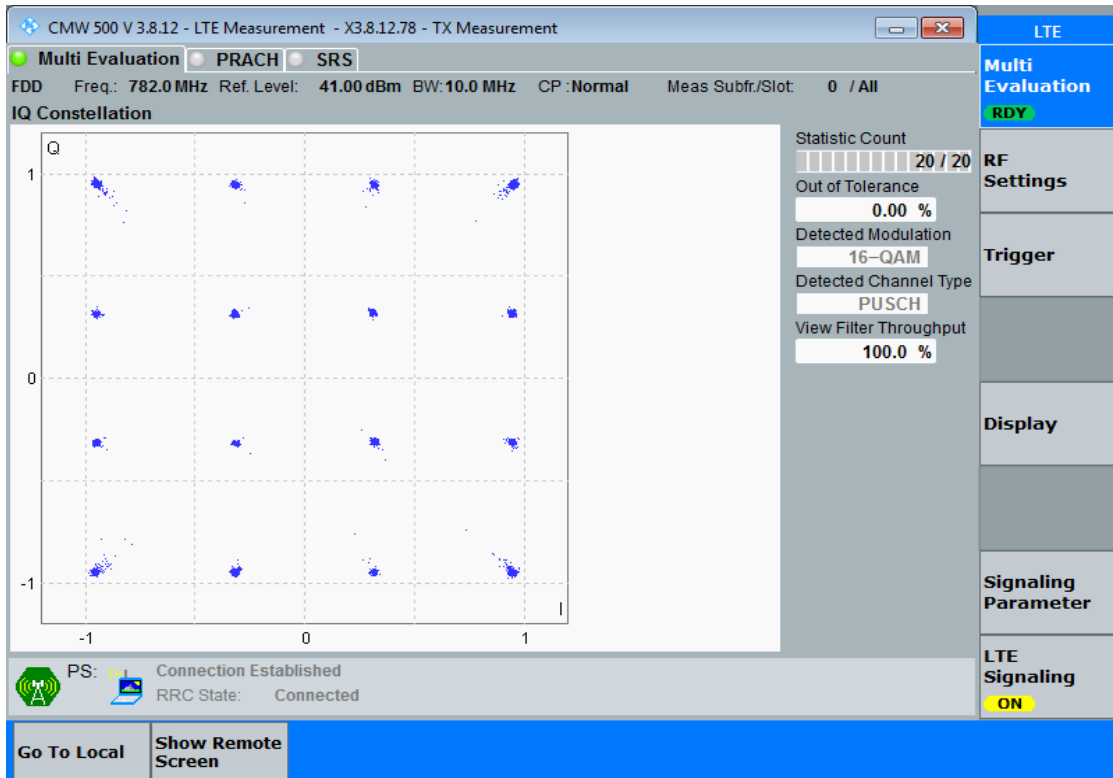 CMW 500 V 3.8.12 - LTE Measurement - X3.8.12.78 - TX Measurement
LTE
Multi Evaluation PRACH SRS
FDD Freq.: 782.0 MHz Ref. Level: 41.00 dBm BW: 10.0 MHz CP : Normal Meas Subfr./Slot: 0 / All
IQ Constellation
Q
1
0
-1
-1 0 1
I
Statistic Count
20 / 20
Out of Tolerance
0.00 %
Detected Modulation
16-QAM
Detected Channel Type
PUSCH
View Filter Throughput
100.0 %
Multi
Evaluation
RDY
RF
Settings
Trigger
Display
Signaling
Parameter
LTE
Signaling
ON
PS: Connection Established
RRC State: Connected
Go To Local
Show Remote
Screen